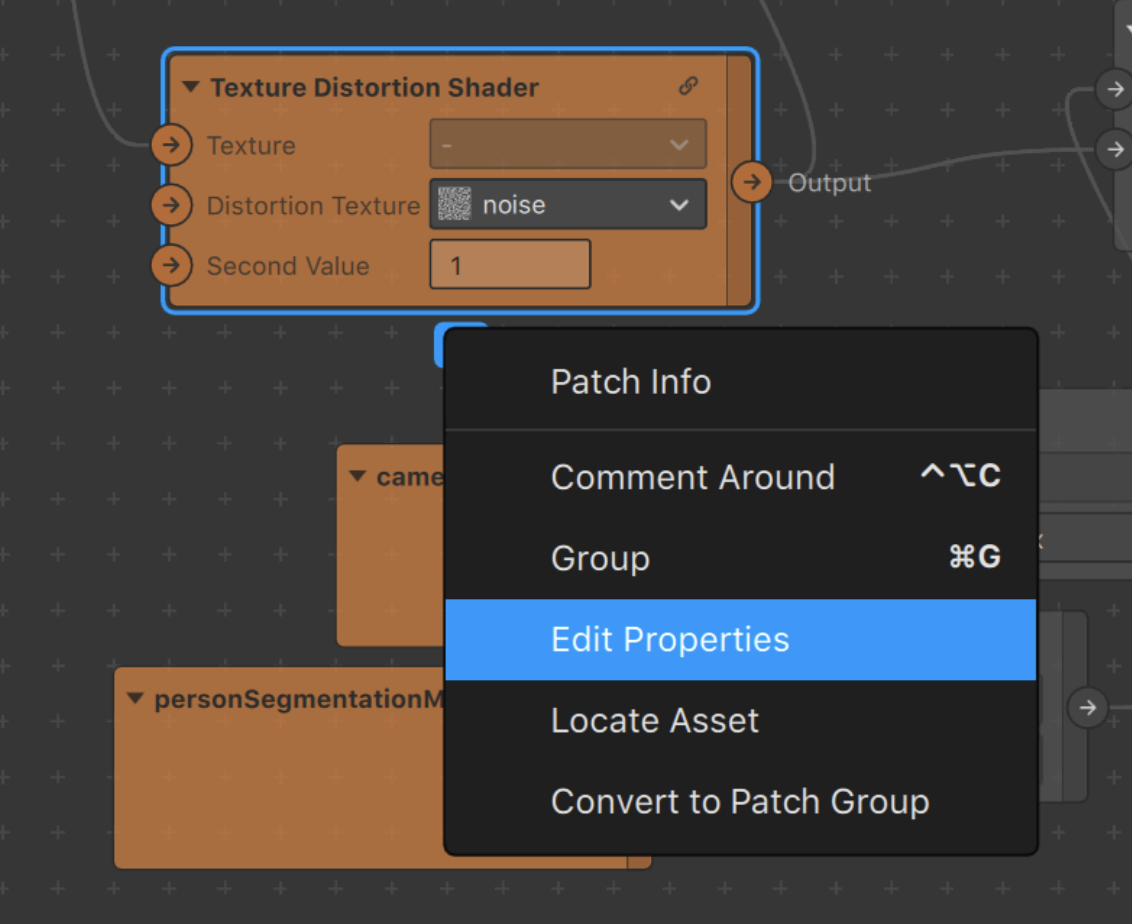 Texture Distortion Shader
Texture -
Distortion Texture noise
Second Value 1
Output
Patch Info
Comment Around ^⌥C
Group ⌘G
Edit Properties
Locate Asset
Convert to Patch Group
came
personSegmentationM